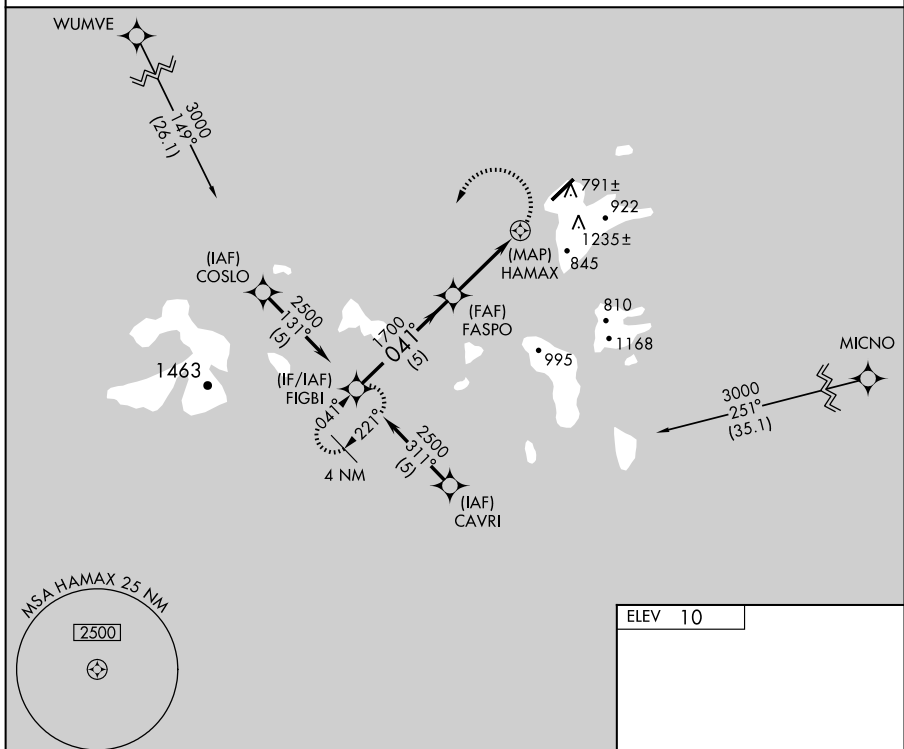 WUMVE
3000
149°
(26.1)
791±
922
1235±
845
(MAP)
HAMAX
(IAF)
COSLO
2500
131°
(5)
(FAF)
FASPO
1700
041°
(5)
810
1168
995
MICNO
3000
251°
(35.1)
1463
(IF/IAF)
FIGBI
041°
221°
4 NM
2500
311°
(5)
(IAF)
CAVRI
MSA HAMAX 25 NM
2500
ELEV 10